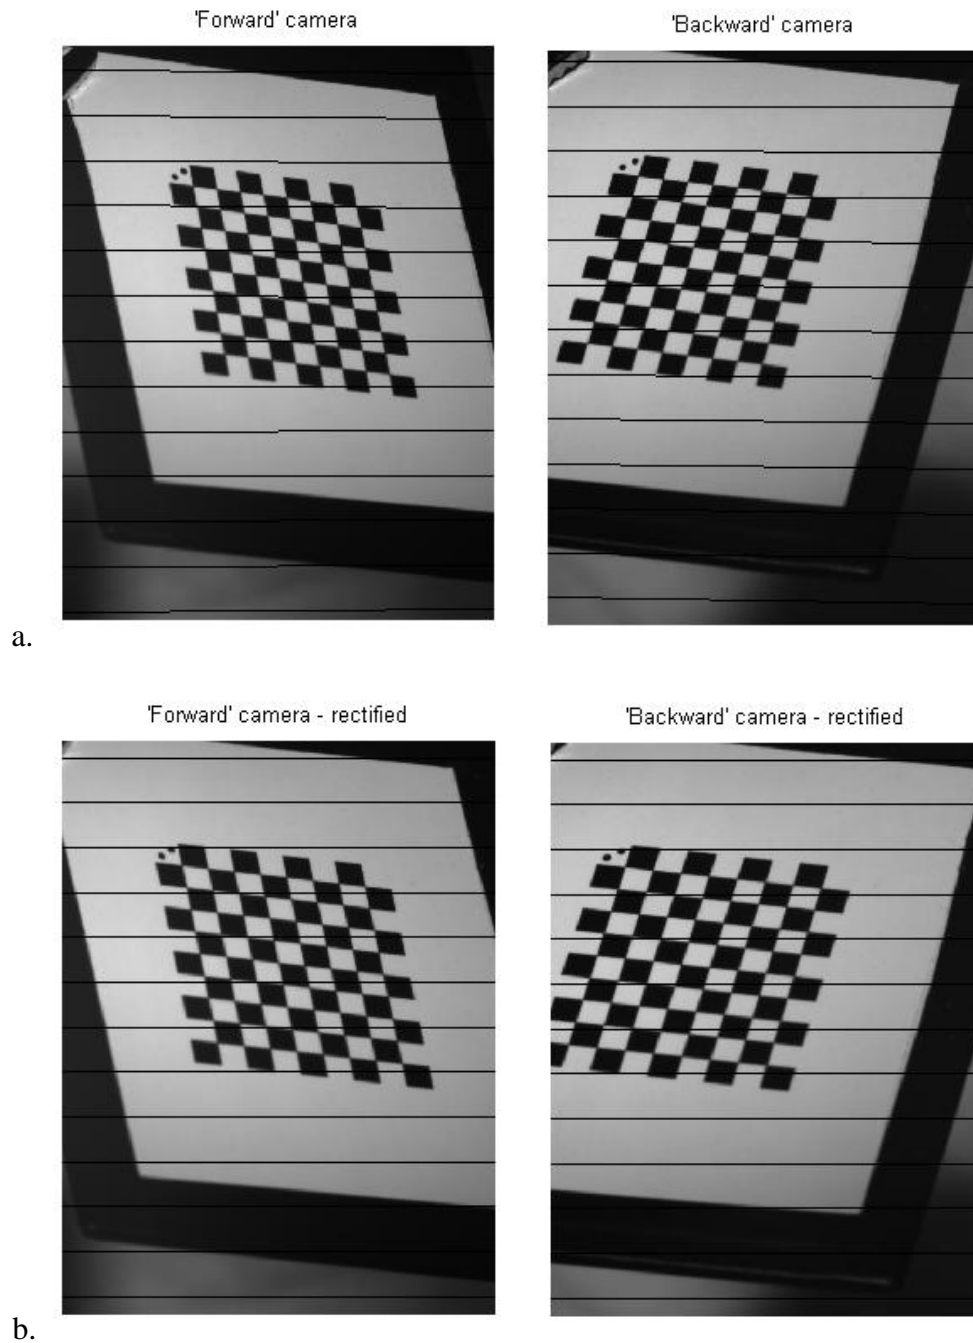 'Forward' camera
'Backward' camera
a.
'Forward' camera - rectified
'Backward' camera - rectified
b.